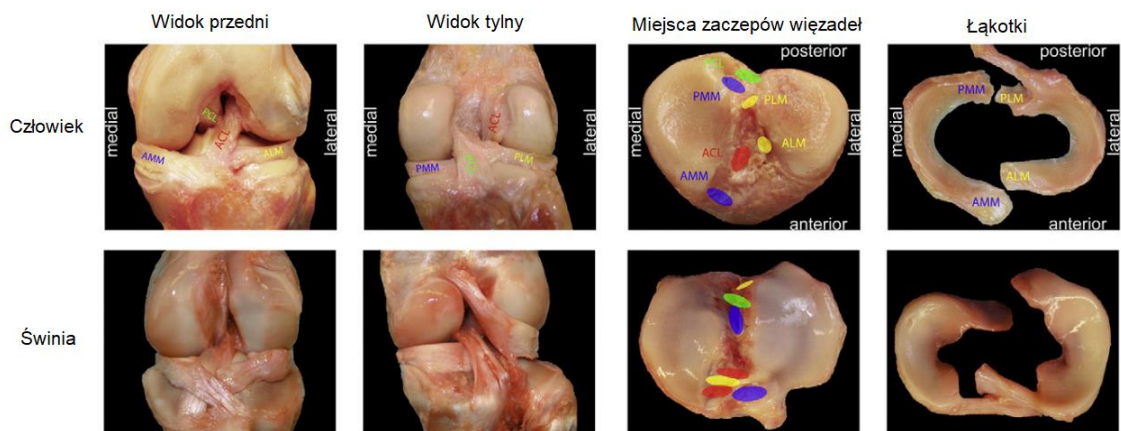 Widok przedni
Widok tylny
Miejsca zaczepów więzadeł
Łąkotki
Człowiek
medial
PCL
ACL
AMM
ALM
lateral
medial
ACL
PMM
PLM
lateral
posterior
medial
PCL
PMM
PLM
ACL
ALM
AMM
lateral
anterior
posterior
medial
PMM
PLM
ALM
AMM
lateral
anterior
Świnia